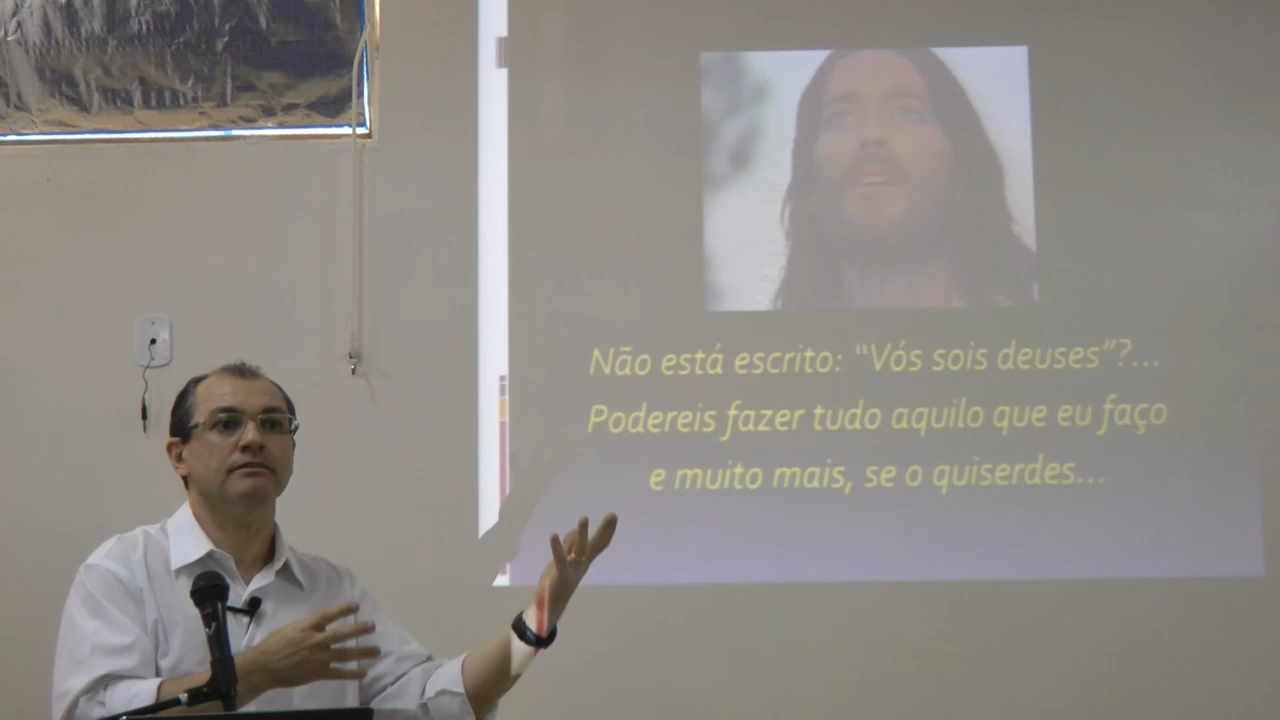 Não está escrito: “Vós sois deuses”?...
Podereis fazer tudo aquilo que eu faço
e muito mais, se o quiserdes...